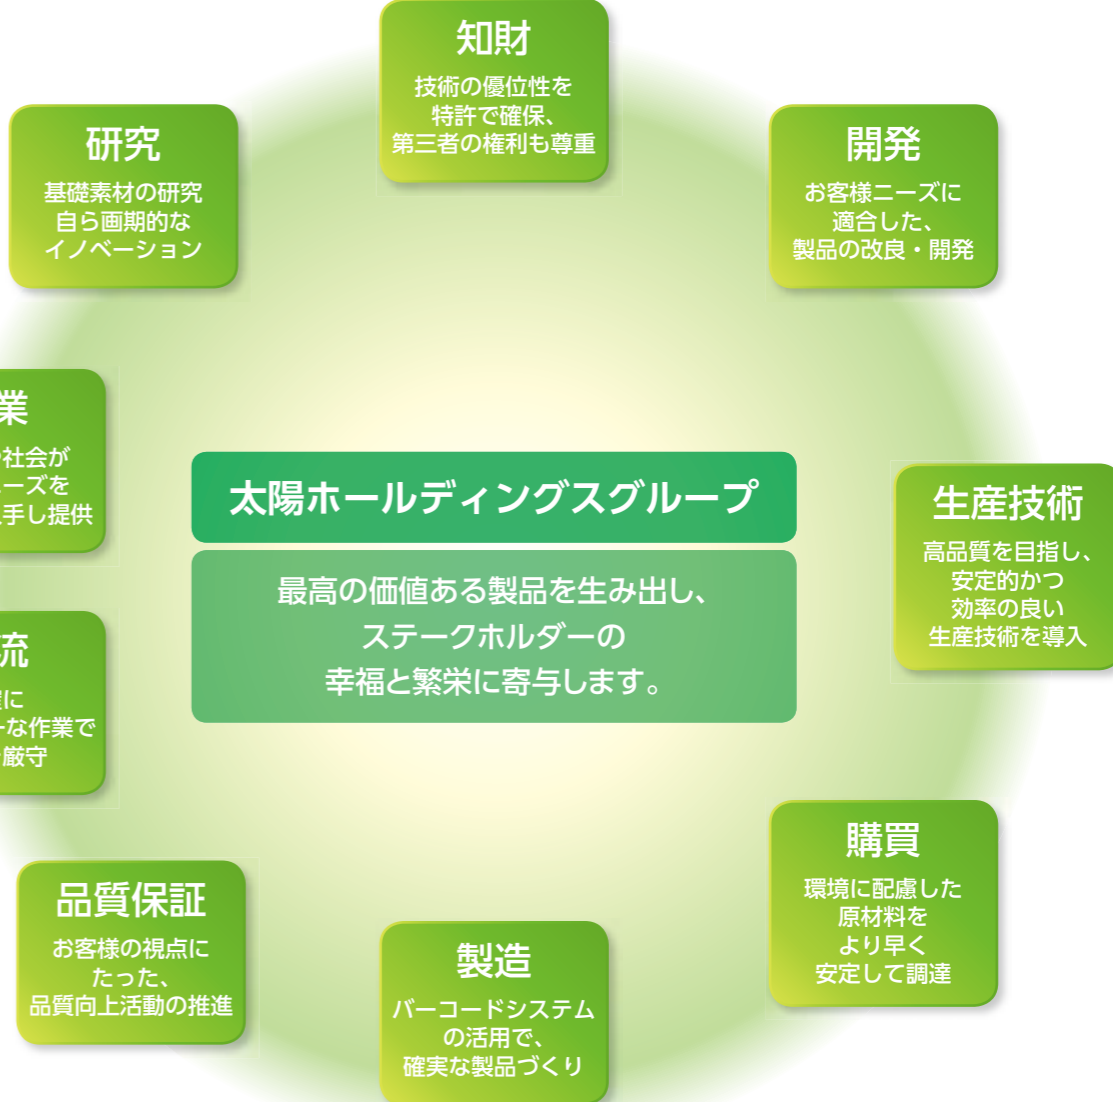 知財
技術の優位性を
特許で確保、
第三者の権利も尊重
研究
基礎素材の研究
自ら画期的な
イノベーション
開発
お客様ニーズに
適合した、
製品の改良・開発
業
社会が
ーズを
手し提供
太陽ホールディングスグループ
最高の価値ある製品を生み出し、
ステークホルダーの
幸福と繁栄に寄与します。
生産技術
高品質を目指し、
安定的かつ
効率の良い
生産技術を導入
流
に
ーな作業で
厳守
購買
環境に配慮した
原材料を
より早く
安定して調達
品質保証
お客様の視点に
たった、
品質向上活動の推進
製造
バーコードシステム
の活用で、
確実な製品づくり